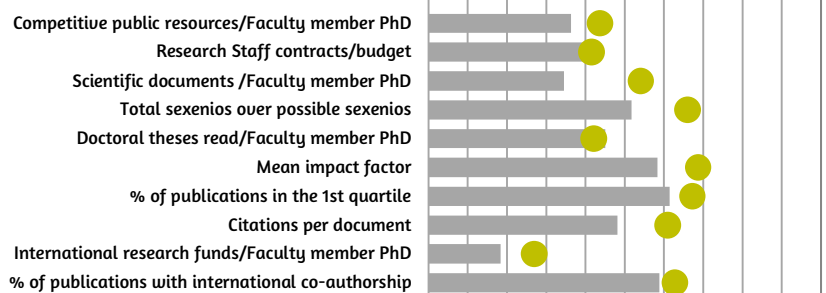 Competitive public resources/Faculty member PhD
Research Staff contracts/budget
Scientific documents /Faculty member PhD
Total sexenios over possible sexenios
Doctoral theses read/Faculty member PhD
Mean impact factor
% of publications in the 1st quartile
Citations per document
International research funds/Faculty member PhD
% of publications with international co-authorship